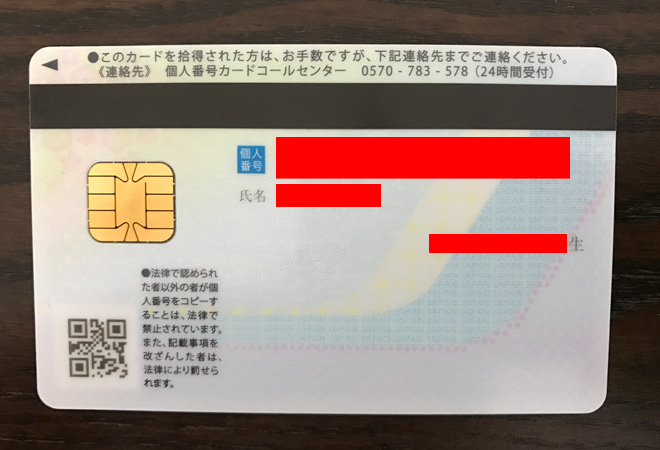 ●このカードを拾得された方は、お手数ですが、下記連絡先までご連絡ください。
《連絡先》 個人番号カードコールセンター 0570-783-578（24時間受付）
個人
番号
氏名
生
●法律で認められ
た者以外の者が個
人番号をコピーす
ることは、法律で
禁止されています。
また、記載事項を
改ざんした者は、
法律により罰せら
れます。